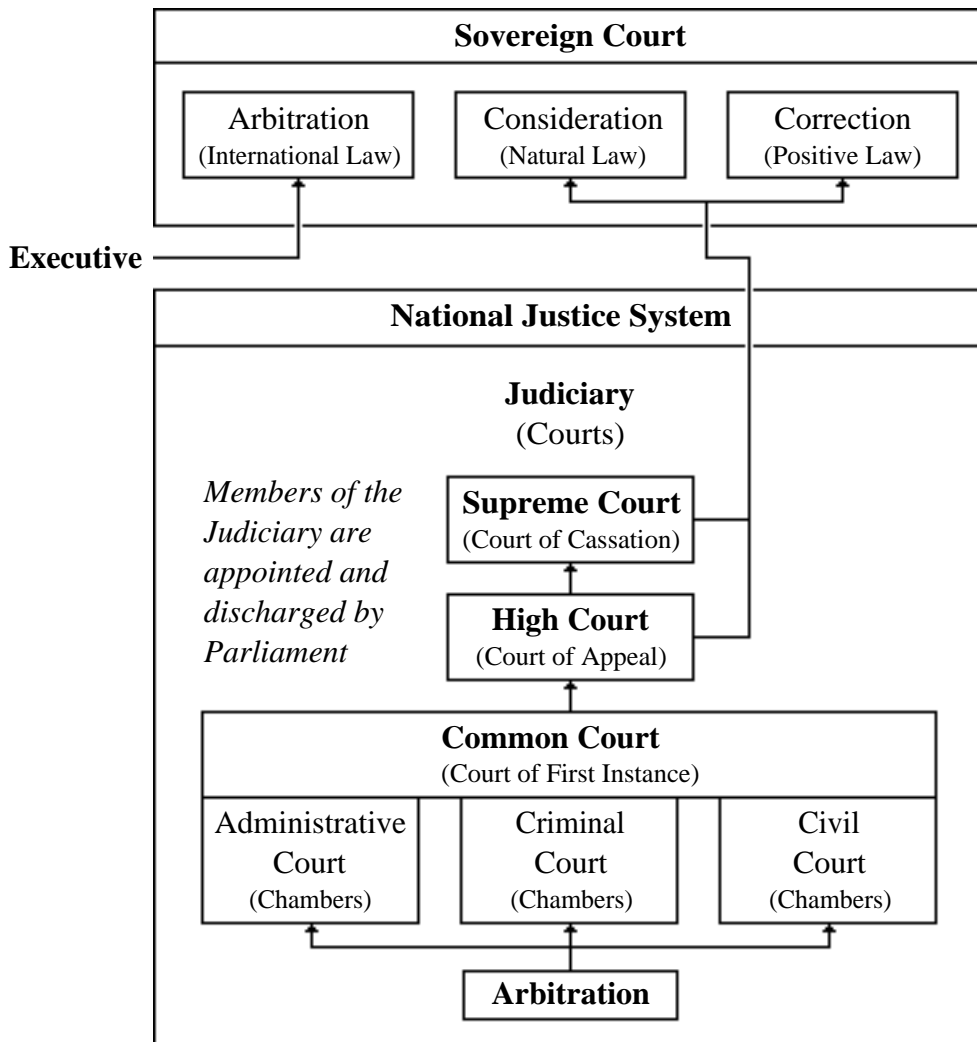 Sovereign Court
Arbitration
(International Law)
Consideration
(Natural Law)
Correction
(Positive Law)
Executive
National Justice System
Judiciary
(Courts)
Members of the
Judiciary are
appointed and
discharged by
Parliament
Supreme Court
(Court of Cassation)
High Court
(Court of Appeal)
Common Court
(Court of First Instance)
Administrative
Court
(Chambers)
Criminal
Court
(Chambers)
Civil
Court
(Chambers)
Arbitration